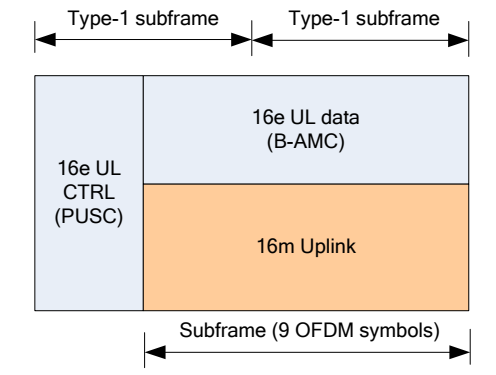 Type-1 subframe
Type-1 subframe
16e UL
CTRL
(PUSC)
16e UL data
(B-AMC)
16m Uplink
Subframe (9 OFDM symbols)